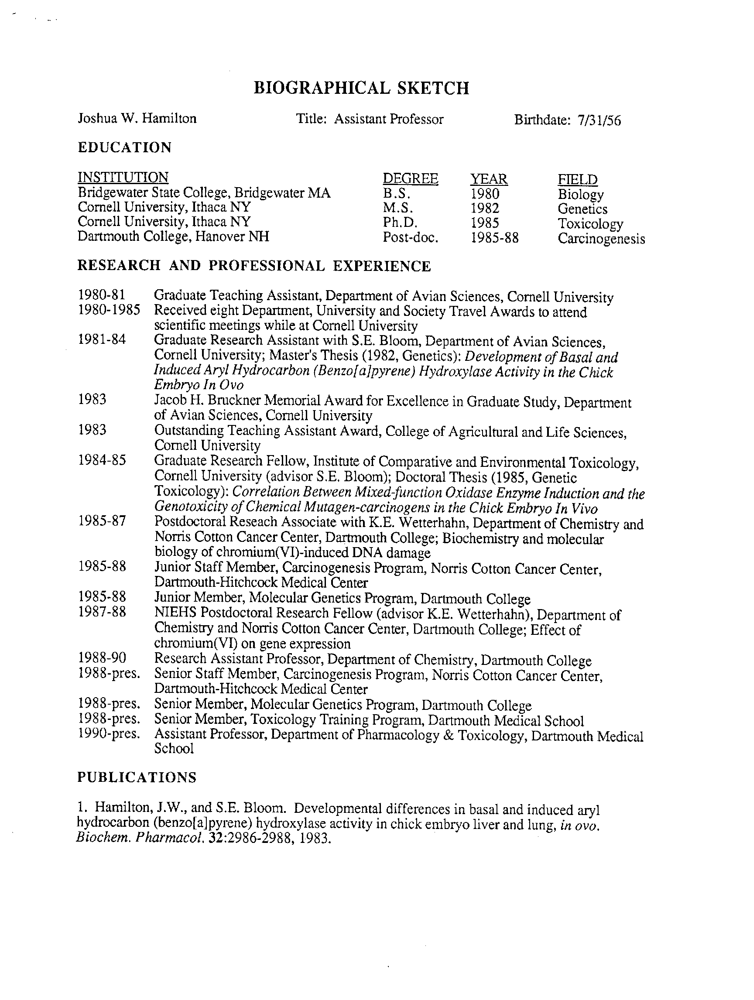 BIOGRAPHICAL SKETCH
Joshua W. Hamilton Title: Assistant Professor Birthdate: 7/31/56
EDUCATION
INSTITUTION DEGREE YEAR FIELD
Bridgewater State College, Bridgewater MA B.S. 1980 Biology
Cornell University, Ithaca NY M.S. 1982 Genetics
Cornell University, Ithaca NY Ph.D. 1985 Toxicology
Dartmouth College, Hanover NH Post-doc. 1985-88 Carcinogenesis
RESEARCH AND PROFESSIONAL EXPERIENCE
1980-81 Graduate Teaching Assistant, Department of Avian Sciences, Cornell University
1980-1985 Received eight Department, University and Society Travel Awards to attend
scientific meetings while at Cornell University
1981-84 Graduate Research Assistant with S.E. Bloom, Department of Avian Sciences,
Cornell University; Master's Thesis (1982, Genetics): Development of Basal and
Induced Aryl Hydrocarbon (Benzo[a]pyrene) Hydroxylase Activity in the Chick
Embryo In Ovo
1983 Jacob H. Bruckner Memorial Award for Excellence in Graduate Study, Department
of Avian Sciences, Cornell University
1983 Outstanding Teaching Assistant Award, College of Agricultural and Life Sciences,
Cornell University
1984-85 Graduate Research Fellow, Institute of Comparative and Environmental Toxicology,
Cornell University (advisor S.E. Bloom); Doctoral Thesis (1985, Genetic
Toxicology): Correlation Between Mixed-function Oxidase Enzyme Induction and the
Genotoxicity of Chemical Mutagen-carcinogens in the Chick Embryo In Vivo
1985-87 Postdoctoral Reseach Associate with K.E. Wetterhahn, Department of Chemistry and
Norris Cotton Cancer Center, Dartmouth College; Biochemistry and molecular
biology of chromium(VI)-induced DNA damage
1985-88 Junior Staff Member, Carcinogenesis Program, Norris Cotton Cancer Center,
Dartmouth-Hitchcock Medical Center
1985-88 Junior Member, Molecular Genetics Program, Dartmouth College
1987-88 NIEHS Postdoctoral Research Fellow (advisor K.E. Wetterhahn), Department of
Chemistry and Norris Cotton Cancer Center, Dartmouth College; Effect of
chromium(VI) on gene expression
1988-90 Research Assistant Professor, Department of Chemistry, Dartmouth College
1988-pres. Senior Staff Member, Carcinogenesis Program, Norris Cotton Cancer Center,
Dartmouth-Hitchcock Medical Center
1988-pres. Senior Member, Molecular Genetics Program, Dartmouth College
1988-pres. Senior Member, Toxicology Training Program, Dartmouth Medical School
1990-pres. Assistant Professor, Department of Pharmacology & Toxicology, Dartmouth Medical
School
PUBLICATIONS
1. Hamilton, J.W., and S.E. Bloom. Developmental differences in basal and induced aryl
hydrocarbon (benzo[a]pyrene) hydroxylase activity in chick embryo liver and lung, in ovo.
Biochem. Pharmacol. 32:2986-2988, 1983.